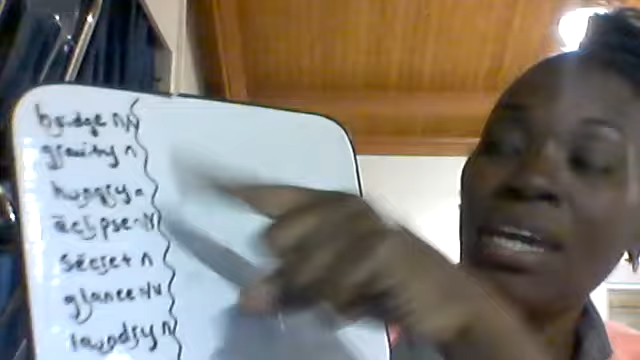 bridge n/v
gravity n
hungry a
eclipse n/v
secret n
glance n/v
laundry n